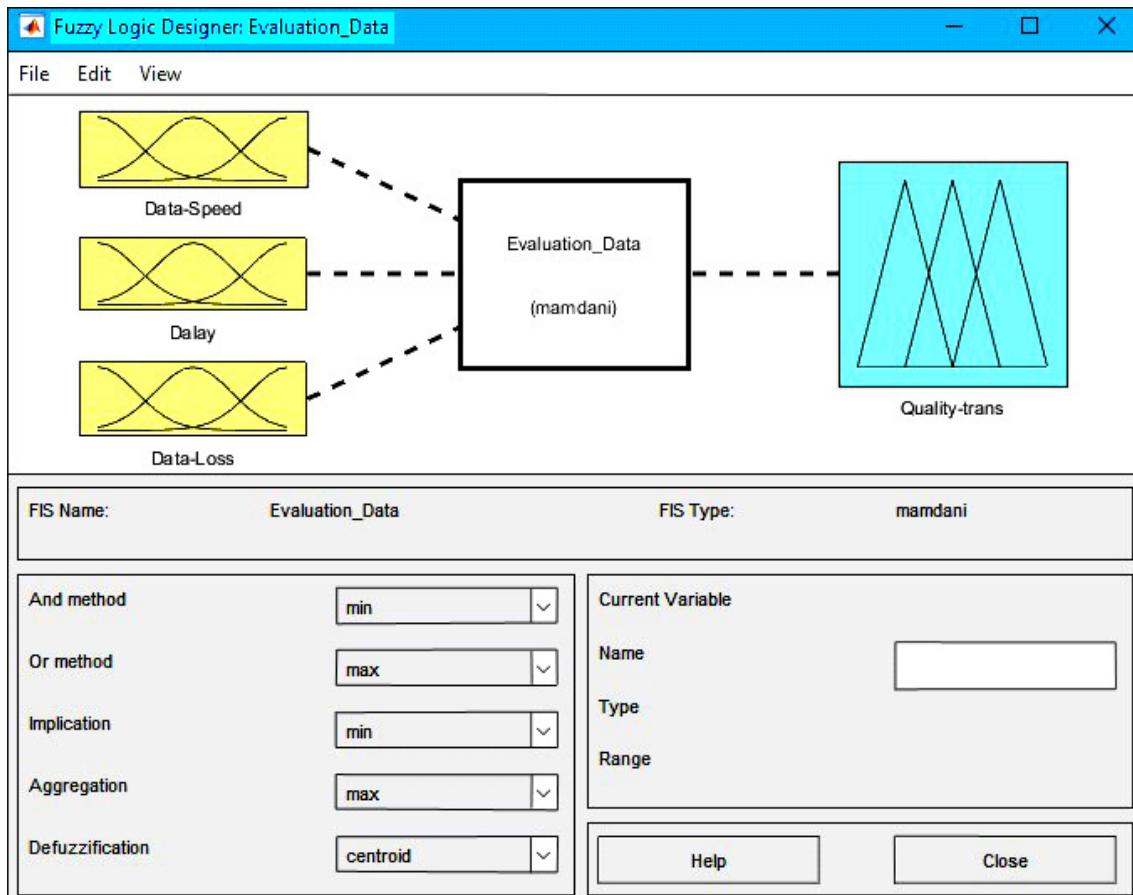 Fuzzy Logic Designer: Evaluation_Data
File Edit View
Data-Speed
Dalay
Data-Loss
Evaluation_Data
(mamdani)
Quality-trans
FIS Name: Evaluation_Data FIS Type: mamdani
And method min
Or method max
Implication min
Aggregation max
Defuzzification centroid
Current Variable
Name
Type
Range
Help Close